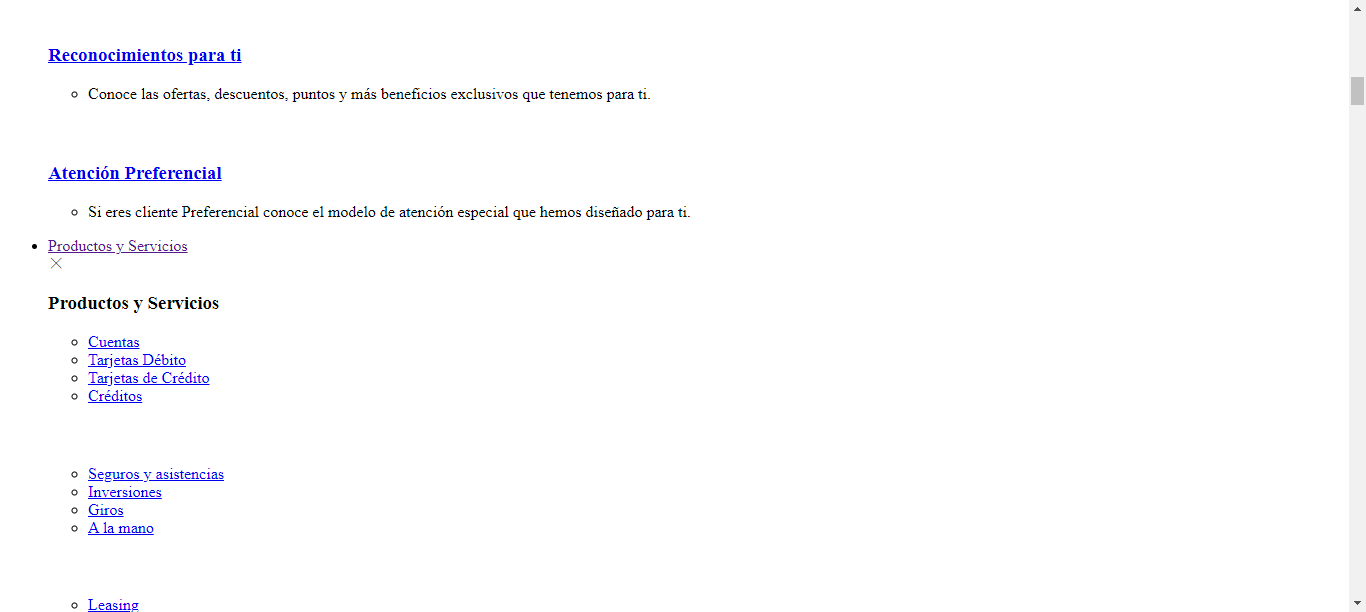 Reconocimientos para ti
Conoce las ofertas, descuentos, puntos y más beneficios exclusivos que tenemos para ti.
Atención Preferencial
Si eres cliente Preferencial conoce el modelo de atención especial que hemos diseñado para ti.
Productos y Servicios
Productos y Servicios
Cuentas
Tarjetas Débito
Tarjetas de Crédito
Créditos
Seguros y asistencias
Inversiones
Giros
A la mano
Leasing